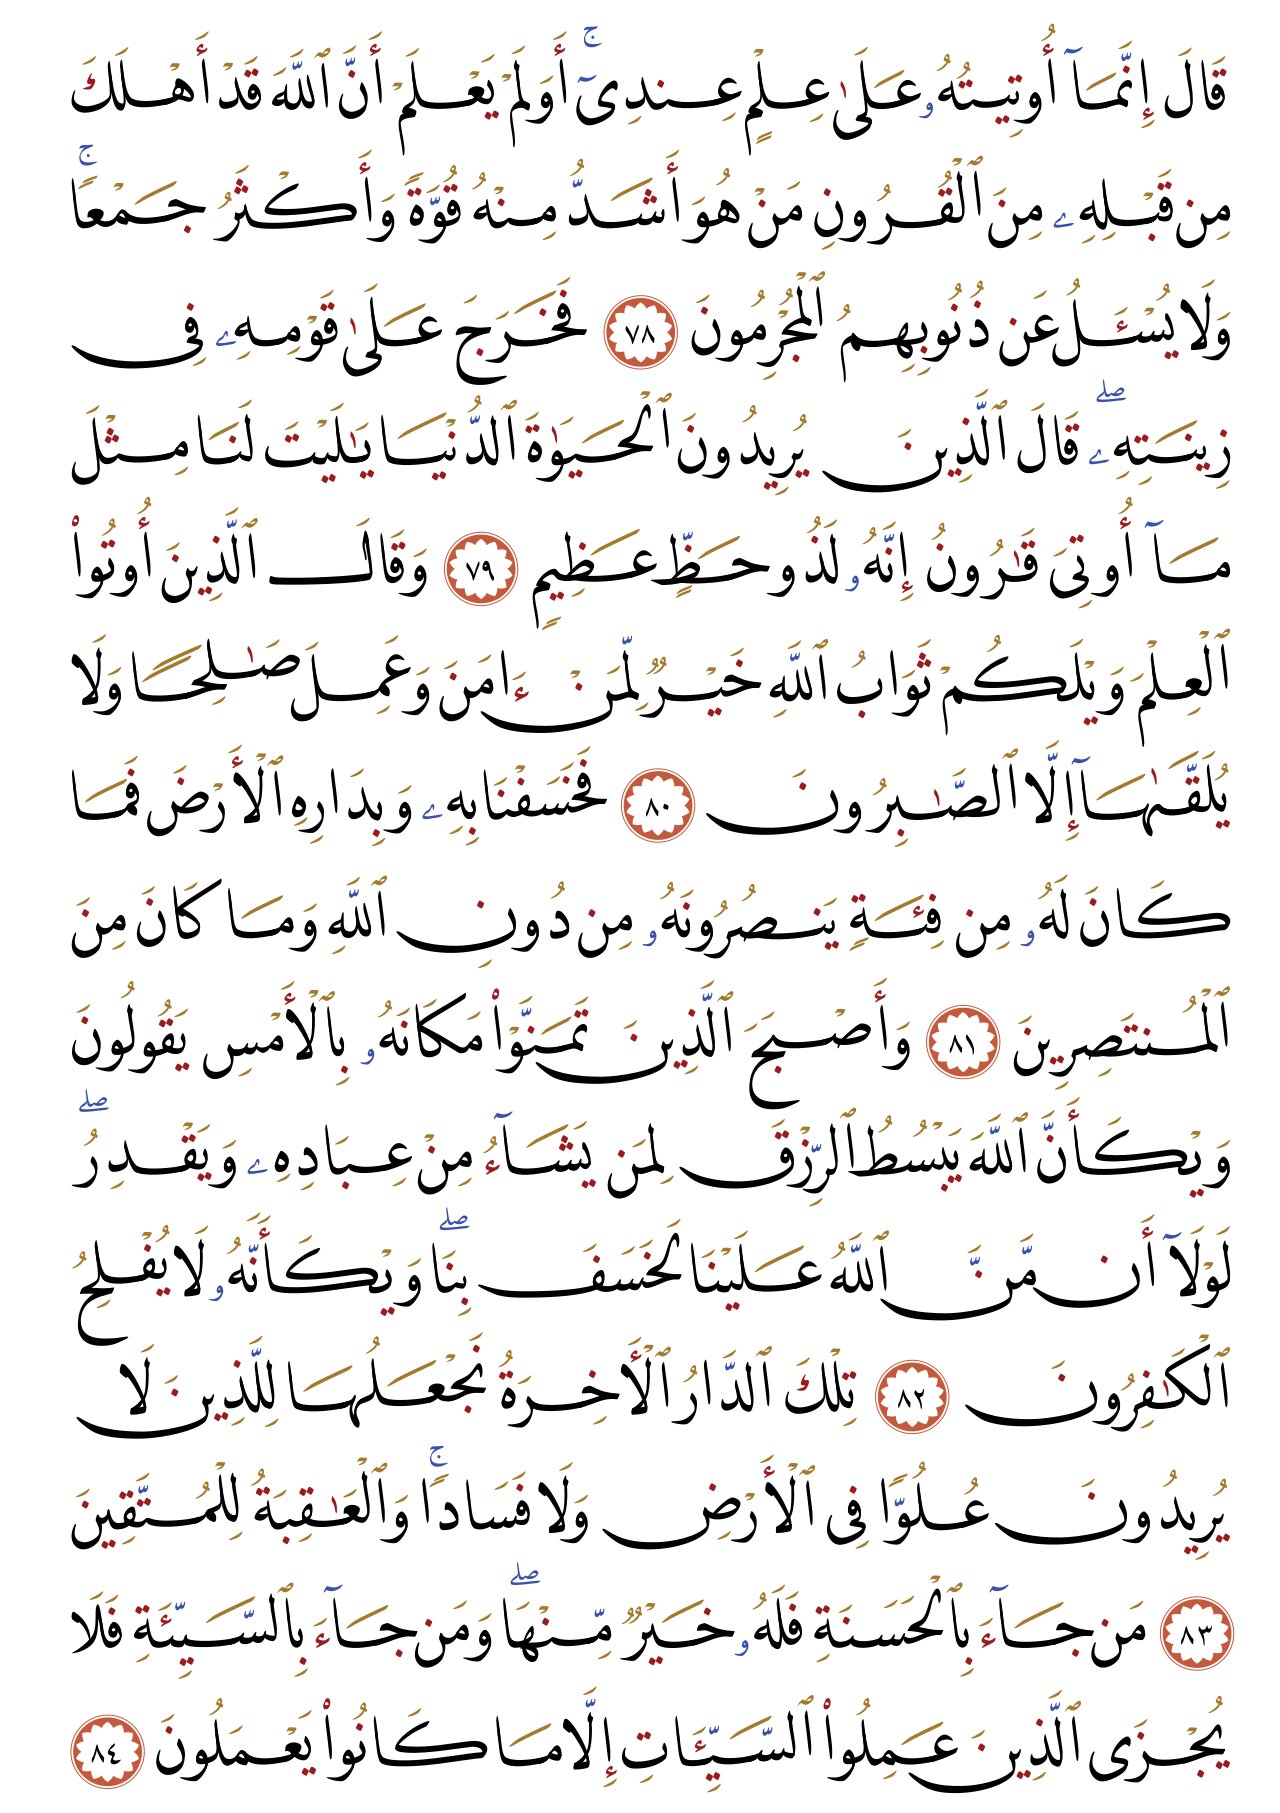 قَالَ إِنَّمَآ أُوتِيتُهُۥ عَلَىٰ عِلْمٍ عِندِىٓ ۚ أَوَلَمْ يَعْلَمْ أَنَّ ٱللَّهَ قَدْ أَهْلَكَ
مِن قَبْلِهِۦ مِنَ ٱلْقُرُونِ مَنْ هُوَ أَشَدُّ مِنْهُ قُوَّةً وَأَكْثَرُ جَمْعًا ۚ
وَلَا يُسْـَٔلُ عَن ذُنُوبِهِمُ ٱلْمُجْرِمُونَ ٧٨ فَخَرَجَ عَلَىٰ قَوْمِهِۦ فِى
زِينَتِهِۦ ۖ قَالَ ٱلَّذِينَ يُرِيدُونَ ٱلْحَيَوٰةَ ٱلدُّنْيَا يَـٰلَيْتَ لَنَا مِثْلَ
مَآ أُوتِىَ قَـٰرُونُ إِنَّهُۥ لَذُو حَظٍّ عَظِيمٍ ٧٩ وَقَالَ ٱلَّذِينَ أُوتُوا۟
ٱلْعِلْمَ وَيْلَكُمْ ثَوَابُ ٱللَّهِ خَيْرٌ لِّمَنْ ءَامَنَ وَعَمِلَ صَـٰلِحًا وَلَا
يُلَقَّىٰهَآ إِلَّا ٱلصَّـٰبِرُونَ ٨٠ فَخَسَفْنَا بِهِۦ وَبِدَارِهِ ٱلْأَرْضَ فَمَا
كَانَ لَهُۥ مِن فِئَةٍ يَنصُرُونَهُۥ مِن دُونِ ٱللَّهِ وَمَا كَانَ مِنَ
ٱلْمُنتَصِرِينَ ٨١ وَأَصْبَحَ ٱلَّذِينَ تَمَنَّوْا۟ مَكَانَهُۥ بِٱلْأَمْسِ يَقُولُونَ
وَيْكَأَنَّ ٱللَّهَ يَبْسُطُ ٱلرِّزْقَ لِمَن يَشَآءُ مِنْ عِبَادِهِۦ وَيَقْدِرُ ۖ
لَوْلَآ أَن مَّنَّ ٱللَّهُ عَلَيْنَا لَخَسَفَ بِنَا ۖ وَيْكَأَنَّهُۥ لَا يُفْلِحُ
ٱلْكَـٰفِرُونَ ٨٢ تِلْكَ ٱلدَّارُ ٱلْأَخِرَةُ نَجْعَلُهَا لِلَّذِينَ لَا
يُرِيدُونَ عُلُوًّا فِى ٱلْأَرْضِ وَلَا فَسَادًا ۚ وَٱلْعَـٰقِبَةُ لِلْمُتَّقِينَ
٨٣ مَن جَآءَ بِٱلْحَسَنَةِ فَلَهُۥ خَيْرٌ مِّنْهَا ۖ وَمَن جَآءَ بِٱلسَّيِّئَةِ فَلَا
يُجْزَى ٱلَّذِينَ عَمِلُوا۟ ٱلسَّيِّـَٔاتِ إِلَّا مَا كَانُوا۟ يَعْمَلُونَ ٨٤